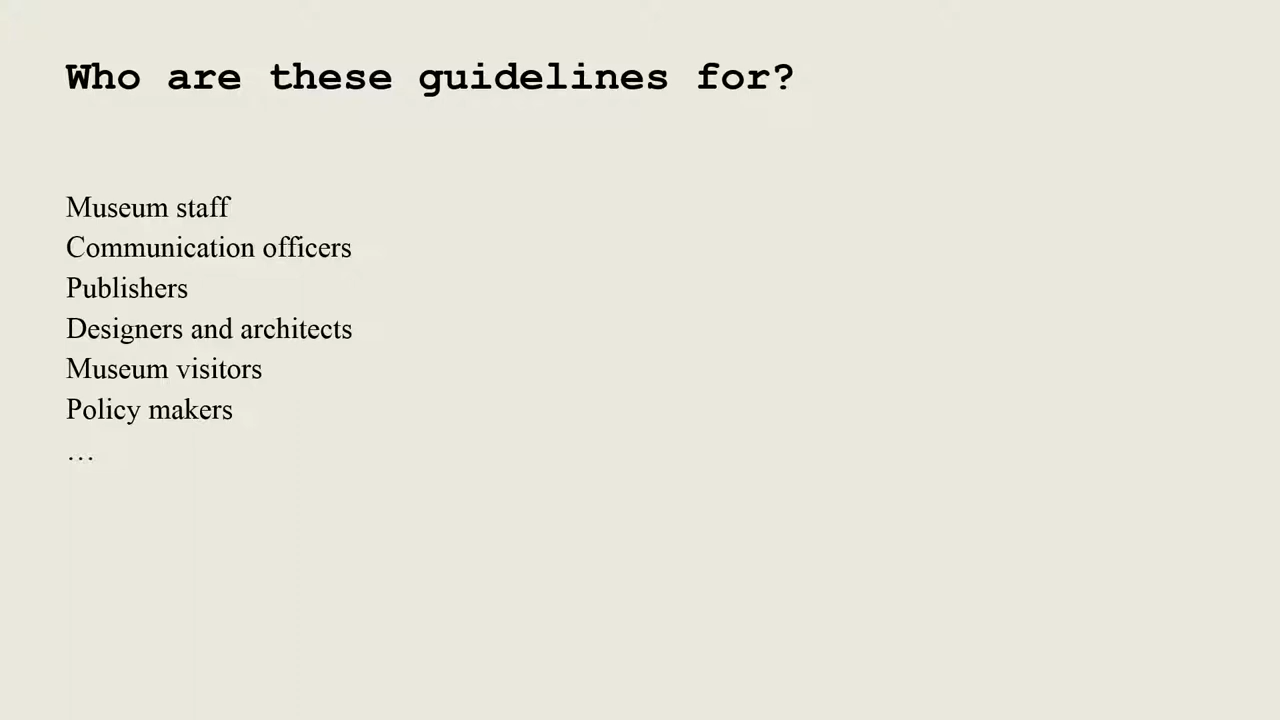 Who are these guidelines for?
Museum staff
Communication officers
Publishers
Designers and architects
Museum visitors
Policy makers
…